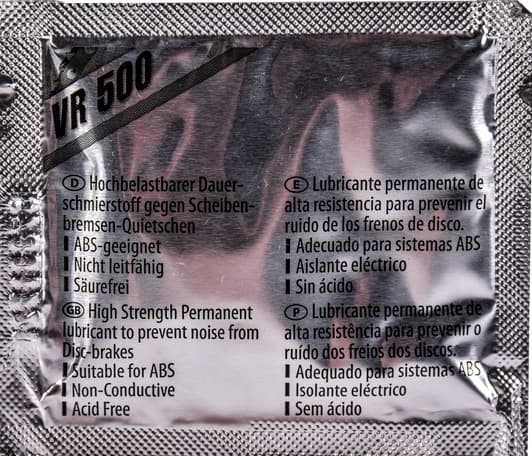 VR 500
D Hochbelastbarer Dauer-
schmierstoff gegen Scheiben-
bremsen-Quietschen
ABS-geeignet
Nicht leitfähig
Säurefrei
GB High Strength Permanent
lubricant to prevent noise from
Disc-brakes
Suitable for ABS
Non-Conductive
Acid Free
E Lubricante permanente de
alta resistencia para prevenir el
ruido de los frenos de disco.
Adecuado para sistemas ABS
Aislante eléctrico
Sin ácido
P Lubricante permanente de
alta resistência para prevenir o
ruído dos freios dos discos.
Adequado para sistemas ABS
Isolante eléctrico
Sem ácido